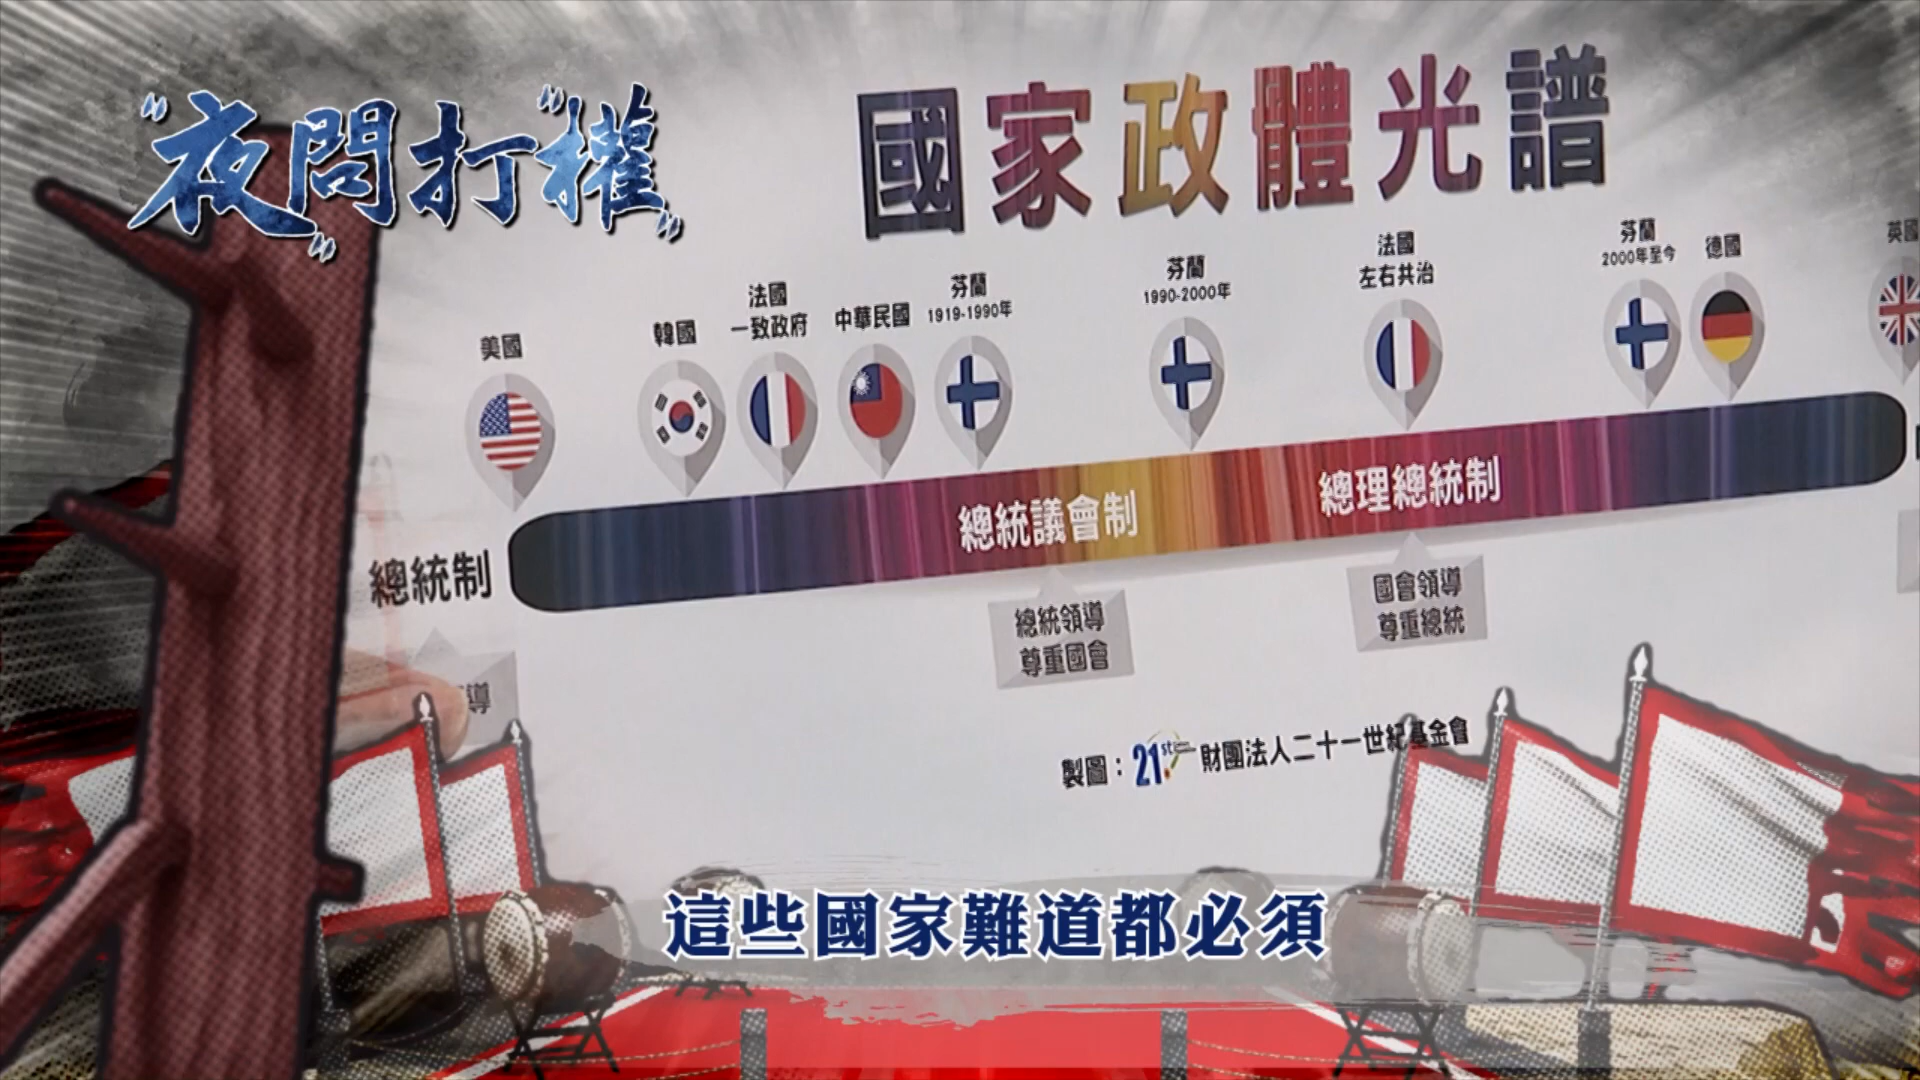 "夜問"打"權"
國家政體光譜
美國
韓國
法國
一致政府
中華民國
芬蘭
1919-1990年
芬蘭
1990-2000年
法國
左右共治
芬蘭
2000年至今
德國
英國
總統制
總統議會制
總理總統制
總統領導
尊重國會
國會領導
尊重總統
導
製圖：21st 財團法人二十一世紀基金會
這些國家難道都必須